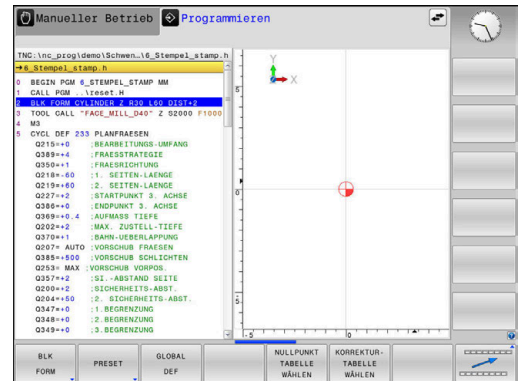 Manueller Betrieb
Programmieren
TNC:\nc_prog\demo\Schwen…\6_Stempel_stamp.h
→6_Stempel_stamp.h
0 BEGIN PGM 6_STEMPEL_STAMP MM
1 CALL PGM ..\reset.H
2 BLK FORM CYLINDER Z R30 L60 DIST+2
3 TOOL CALL "FACE_MILL_D40" Z S2000 F1000
4 M3
5 CYCL DEF 233 PLANFRAESEN
Q215=+0 ;BEARBEITUNGS-UMFANG
Q389=+4 ;FRAESSTRATEGIE
Q350=+1 ;FRAESRICHTUNG
Q218=-60 ;1. SEITEN-LAENGE
Q219=+60 ;2. SEITEN-LAENGE
Q227=+2 ;STARTPUNKT 3. ACHSE
Q386=+0 ;ENDPUNKT 3. ACHSE
Q369=+0.4 ;AUFMASS TIEFE
Q202=+2 ;MAX. ZUSTELL-TIEFE
Q370=+1 ;BAHN-UEBERLAPPUNG
Q207= AUTO ;VORSCHUB FRAESEN
Q385=+500 ;VORSCHUB SCHLICHTEN
Q253= MAX ;VORSCHUB VORPOS.
Q357=+2 ;SI.-ABSTAND SEITE
Q200=+2 ;SICHERHEITS-ABST.
Q204=+50 ;2. SICHERHEITS-ABST.
Q347=+0 ;1.BEGRENZUNG
Q348=+0 ;2.BEGRENZUNG
Q349=+0 ;3.BEGRENZUNG
Y
X
5
0
-5
-5
0
BLK FORM
PRESET
GLOBAL DEF
NULLPUNKT TABELLE WÄHLEN
KORREKTUR-TABELLE WÄHLEN